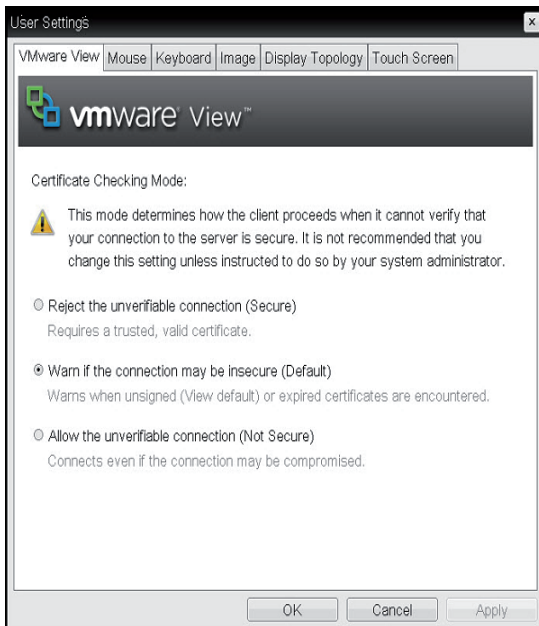 User Settings
VMware View Mouse Keyboard Image Display Topology Touch Screen
vmware View™
Certificate Checking Mode:
This mode determines how the client proceeds when it cannot verify that
your connection to the server is secure. It is not recommended that you
change this setting unless instructed to do so by your system administrator.
Reject the unverifiable connection (Secure)
Requires a trusted, valid certificate.
Warn if the connection may be insecure (Default)
Warns when unsigned (View default) or expired certificates are encountered.
Allow the unverifiable connection (Not Secure)
Connects even if the connection may be compromised.
OK Cancel Apply